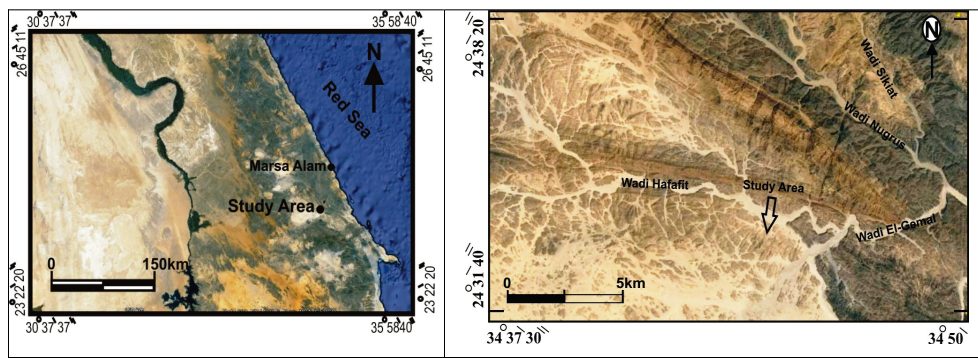 30 37 37
35 58 40
26 45 11
26 45 11
N
Red Sea
Marsa Alam
Study Area
0 150km
23 22 20
23 22 20
30 37 37
35 58 40
24 38 20
N
Wadi Sikiat
Wadi Nugrus
Wadi Hafafit
Study Area
Wadi El-Gemal
24 31 40
0 5km
34 37 30
34 50